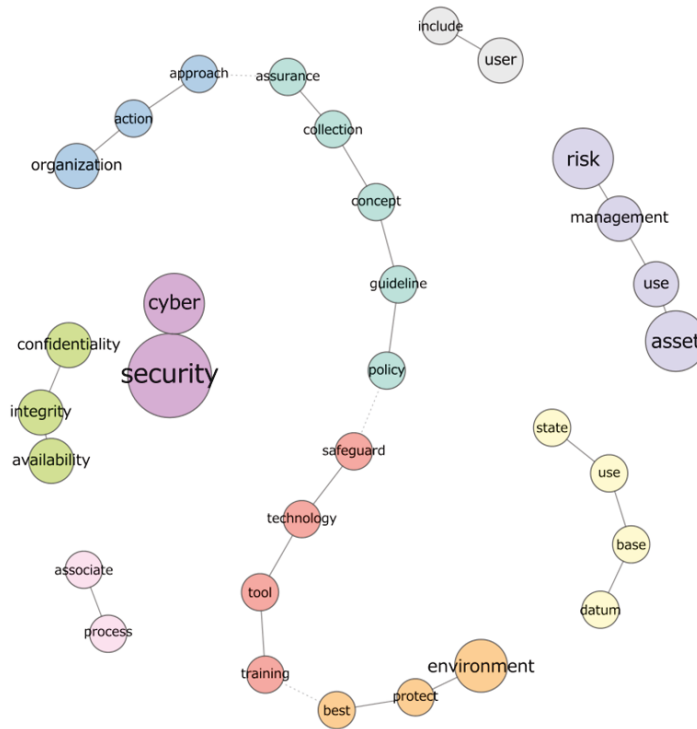 include
user
approach
assurance
action
collection
organization
concept
risk
management
guideline
use
asset
cyber
security
confidentiality
integrity
availability
policy
safeguard
technology
tool
training
best
protect
environment
state
use
base
datum
associate
process